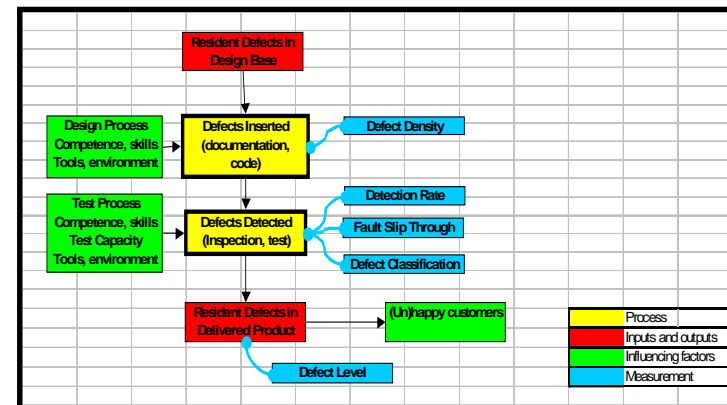 Resident Defects in
Design Base
Design Process
Competence, skills
Tools, environment
Defects Inserted
(documentation,
code)
Defect Density
Test Process
Competence, skills
Test Capacity
Tools, environment
Defects Detected
(Inspection, test)
Detection Rate
Fault Slip Through
Defect Classification
Resident Defects in
Delivered Product
(Un)happy customers
Defect Level
Process
Inputs and outputs
Influencing factors
Measurement